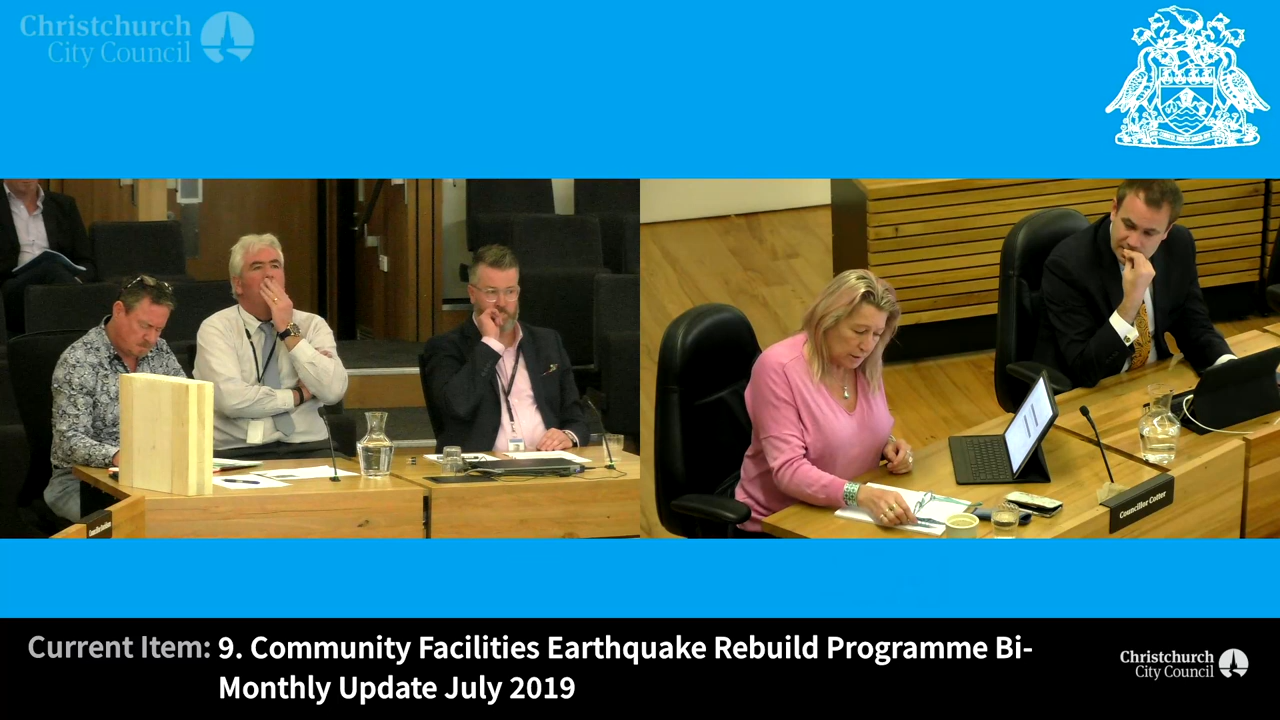 Christchurch
City Council
Councillor Cotter
Current Item: 9. Community Facilities Earthquake Rebuild Programme Bi-
Monthly Update July 2019
Christchurch
City Council